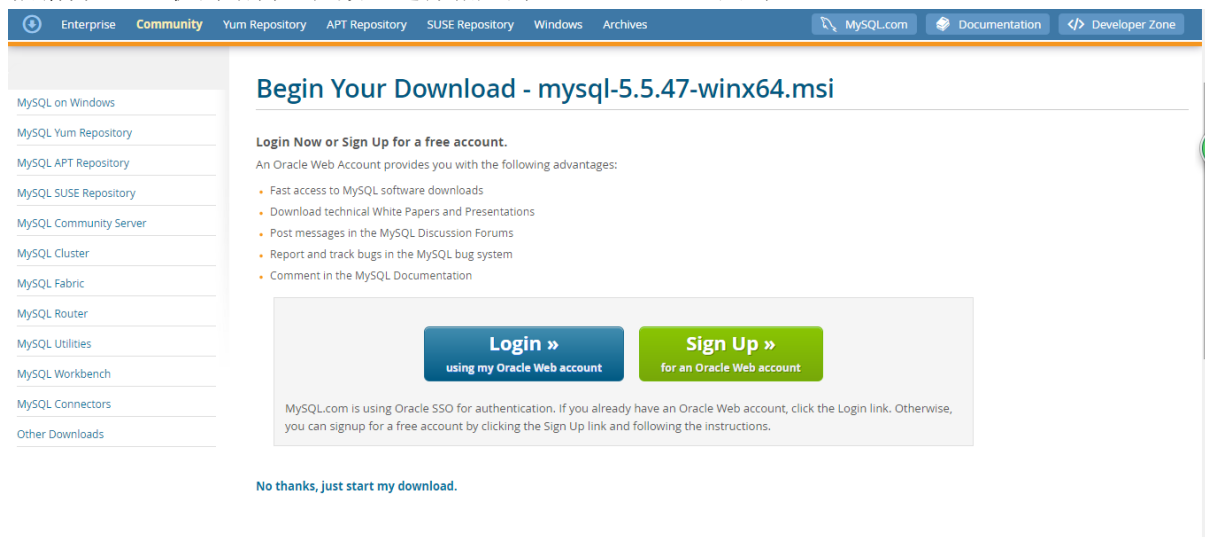 Enterprise Community Yum Repository APT Repository SUSE Repository Windows Archives MySQL.com Documentation Developer Zone
Begin Your Download - mysql-5.5.47-winx64.msi
MySQL on Windows
MySQL Yum Repository
MySQL APT Repository
MySQL SUSE Repository
MySQL Community Server
MySQL Cluster
MySQL Fabric
MySQL Router
MySQL Utilities
MySQL Workbench
MySQL Connectors
Other Downloads
Login Now or Sign Up for a free account.
An Oracle Web Account provides you with the following advantages:
Fast access to MySQL software downloads
Download technical White Papers and Presentations
Post messages in the MySQL Discussion Forums
Report and track bugs in the MySQL bug system
Comment in the MySQL Documentation
Login »
using my Oracle Web account
Sign Up »
for an Oracle Web account
MySQL.com is using Oracle SSO for authentication. If you already have an Oracle Web account, click the Login link. Otherwise,
you can signup for a free account by clicking the Sign Up link and following the instructions.
No thanks, just start my download.